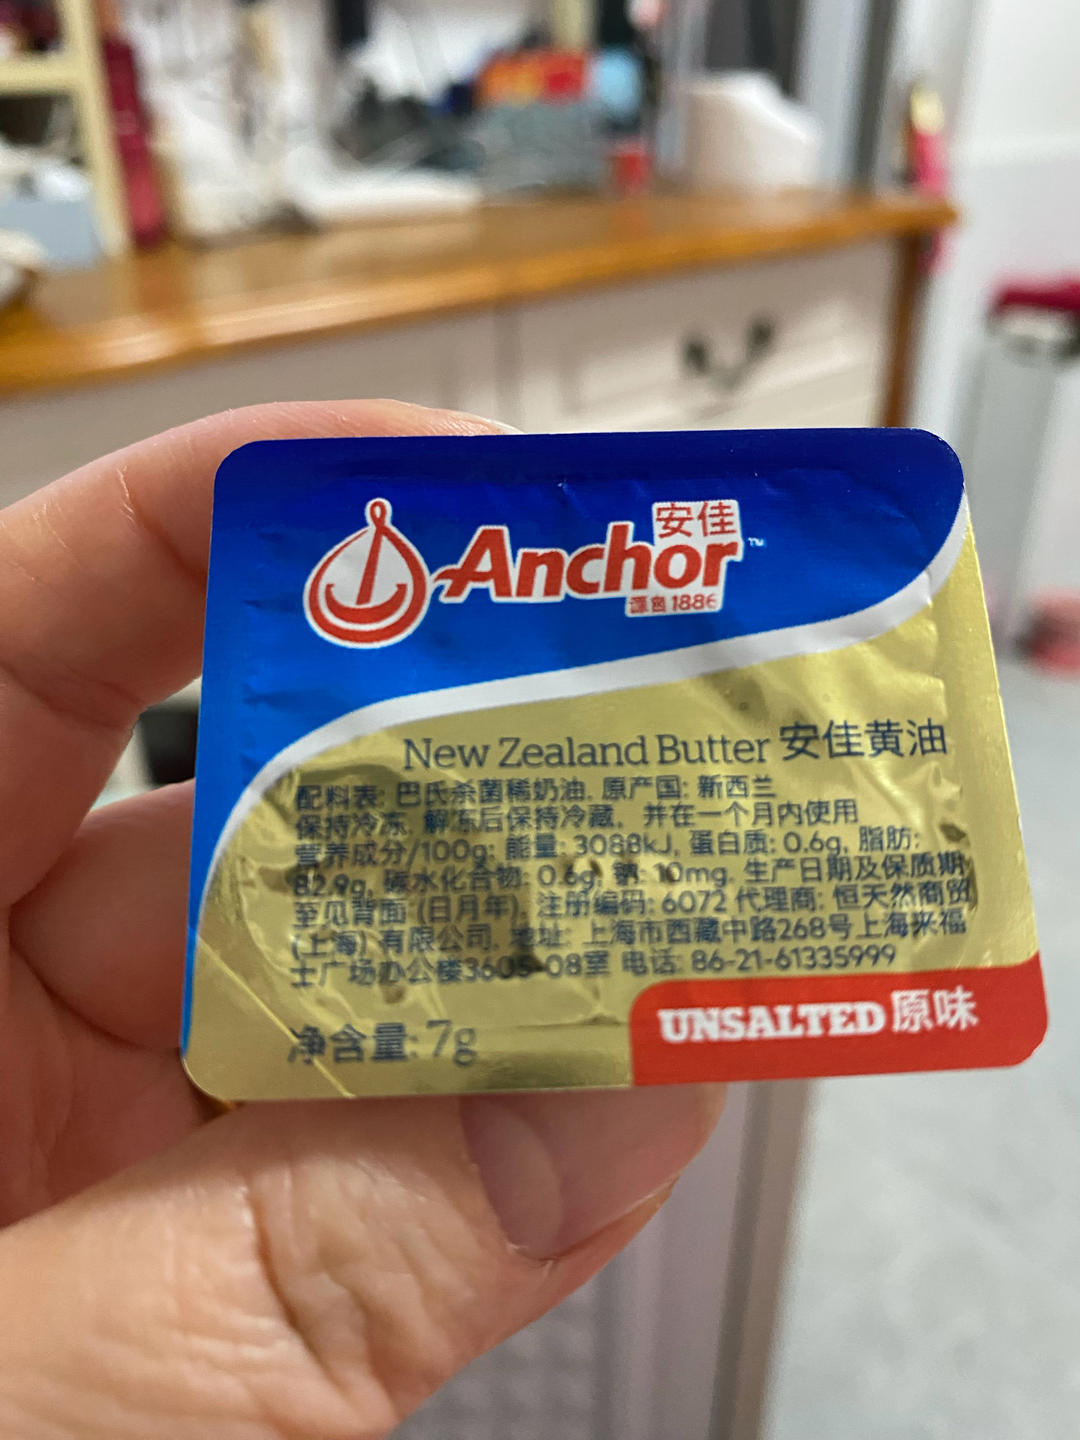 安佳
Anchor™
源自1886
New Zealand Butter 安佳黄油
配料表: 巴氏杀菌稀奶油. 原产国: 新西兰
保持冷冻. 解冻后保持冷藏, 并在一个月内使用
营养成分/100g: 能量: 3088kJ, 蛋白质: 0.6g, 脂肪:
82.9g, 碳水化合物: 0.6g, 钠: 10mg. 生产日期及保质期
至见背面 (日月年). 注册编码: 6072 代理商: 恒天然商贸
(上海) 有限公司. 地址: 上海市西藏中路268号上海来福
士广场办公楼3605-08室 电话: 86-21-61335999
净含量: 7g
UNSALTED 原味